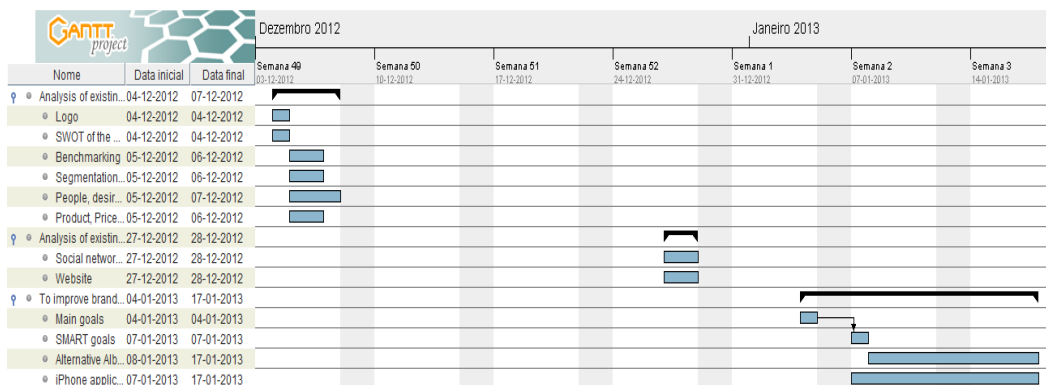 GANTT
project
Dezembro 2012
Janeiro 2013
Semana 49
Semana 50
Semana 51
Semana 52
Semana 1
Semana 2
Semana 3
03-12-2012
10-12-2012
17-12-2012
24-12-2012
31-12-2012
07-01-2013
14-01-2013
Nome Data inicial Data final
Analysis of existin... 04-12-2012 07-12-2012
Logo 04-12-2012 04-12-2012
SWOT of the ... 04-12-2012 04-12-2012
Benchmarking 05-12-2012 06-12-2012
Segmentation... 05-12-2012 06-12-2012
People, desir... 05-12-2012 07-12-2012
Product, Price... 05-12-2012 06-12-2012
Analysis of existin... 27-12-2012 28-12-2012
Social networ... 27-12-2012 28-12-2012
Website 27-12-2012 28-12-2012
To improve brand... 04-01-2013 17-01-2013
Main goals 04-01-2013 04-01-2013
SMART goals 07-01-2013 07-01-2013
Alternative Alb... 08-01-2013 17-01-2013
iPhone applic... 07-01-2013 17-01-2013